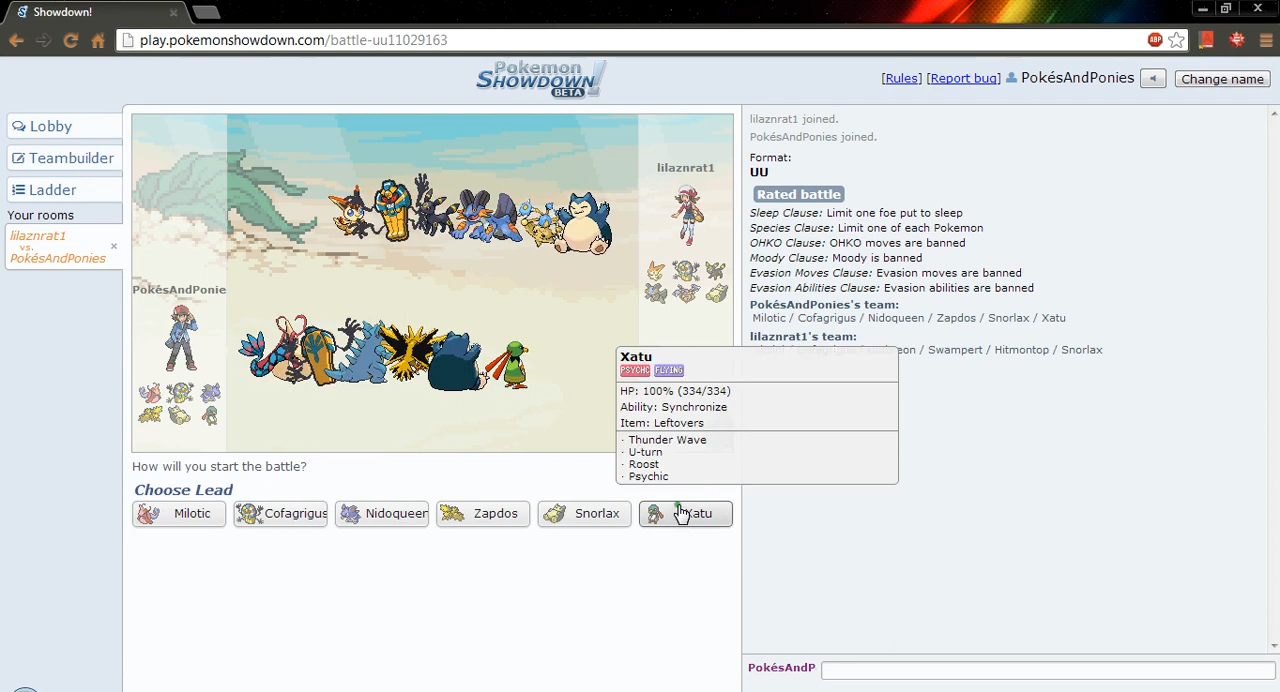 Showdown!
play.pokemonshowdown.com/battle-uu11029163
ABP
Pokemon
SHOWDOWN!
BETA
[Rules] [Report bug] PokésAndPonies Change name
Lobby
Teambuilder
Ladder
Your rooms
lilaznrat1
vs.
PokésAndPonies
lilaznrat1
PokésAndPonie
How will you start the battle?
Choose Lead
Milotic Cofagrigus Nidoqueen Zapdos Snorlax Xatu
Xatu
PSYCHC FLYING
HP: 100% (334/334)
Ability: Synchronize
Item: Leftovers
· Thunder Wave
· U-turn
· Roost
· Psychic
lilaznrat1 joined.
PokésAndPonies joined.
Format:
UU
Rated battle
Sleep Clause: Limit one foe put to sleep
Species Clause: Limit one of each Pokemon
OHKO Clause: OHKO moves are banned
Moody Clause: Moody is banned
Evasion Moves Clause: Evasion moves are banned
Evasion Abilities Clause: Evasion abilities are banned
PokésAndPonies's team:
Milotic / Cofagrigus / Nidoqueen / Zapdos / Snorlax / Xatu
lilaznrat1's team:
/ Swampert / Hitmontop / Snorlax
PokésAndP